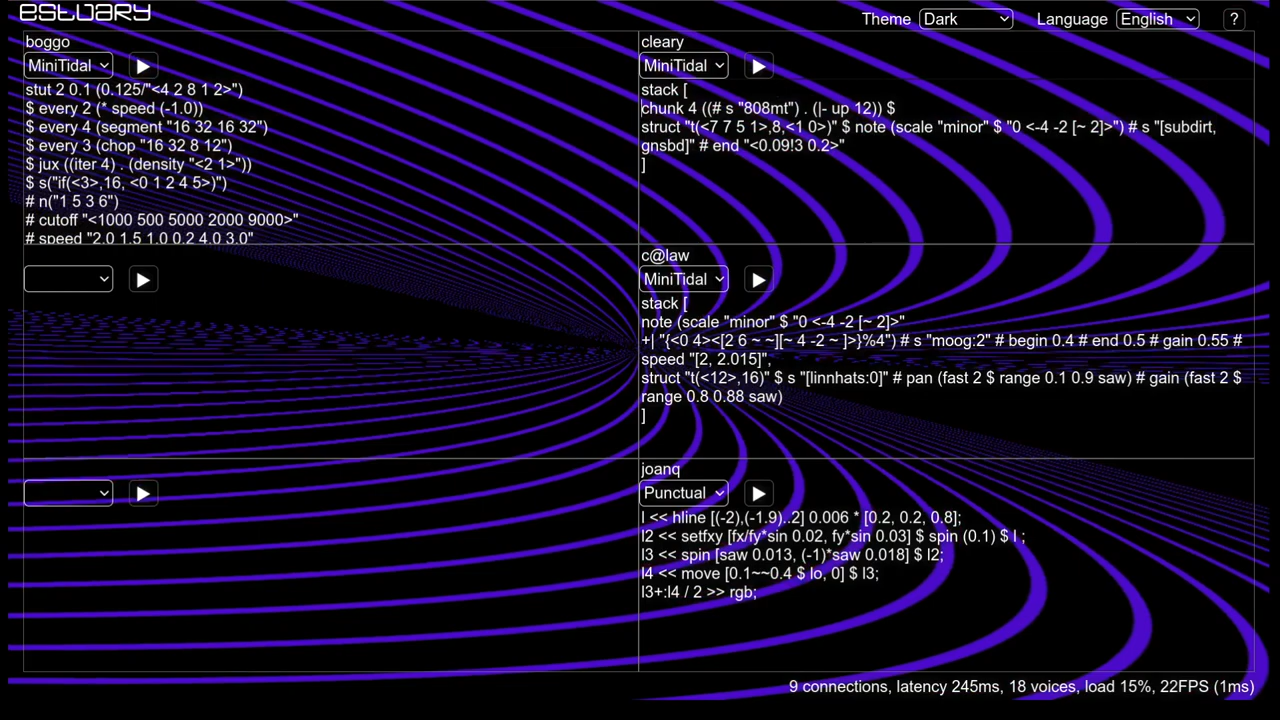 estuary
Theme Dark Language English ?
boggo
MiniTidal
stut 2 0.1 (0.125/"<4 2 8 1 2>")
$ every 2 (* speed (-1.0))
$ every 4 (segment "16 32 16 32")
$ every 3 (chop "16 32 8 12")
$ jux ((iter 4) . (density "<2 1>"))
$ s("if(<3>,16, <0 1 2 4 5>)")
# n("1 5 3 6")
# cutoff "<1000 500 5000 2000 9000>"
# speed "2.0 1.5 1.0 0.2 4.0 3.0"
cleary
MiniTidal
stack [
chunk 4 ((# s "808mt") . (|- up 12)) $
struct "t(<7 7 5 1>,8,<1 0>)" $ note (scale "minor" $ "0 <-4 -2 [~ 2]>") # s "[subdirt,
gnsbd]" # end "<0.09!3 0.2>"
]
c@law
MiniTidal
stack [
note (scale "minor" $ "0 <-4 -2 [~ 2]>"
+| "{<0 4><[2 6 ~ ~][~ 4 -2 ~ ]>}%4") # s "moog:2" # begin 0.4 # end 0.5 # gain 0.55 #
speed "[2, 2.015]",
struct "t(<12>,16)" $ s "[linnhats:0]" # pan (fast 2 $ range 0.1 0.9 saw) # gain (fast 2 $
range 0.8 0.88 saw)
]
joanq
Punctual
l << hline [(-2),(-1.9)..2] 0.006 * [0.2, 0.2, 0.8];
l2 << setfxy [fx/fy*sin 0.02, fy*sin 0.03] $ spin (0.1) $ l ;
l3 << spin [saw 0.013, (-1)*saw 0.018] $ l2;
l4 << move [0.1~~0.4 $ lo, 0] $ l3;
l3+:l4 / 2 >> rgb;
9 connections, latency 245ms, 18 voices, load 15%, 22FPS (1ms)